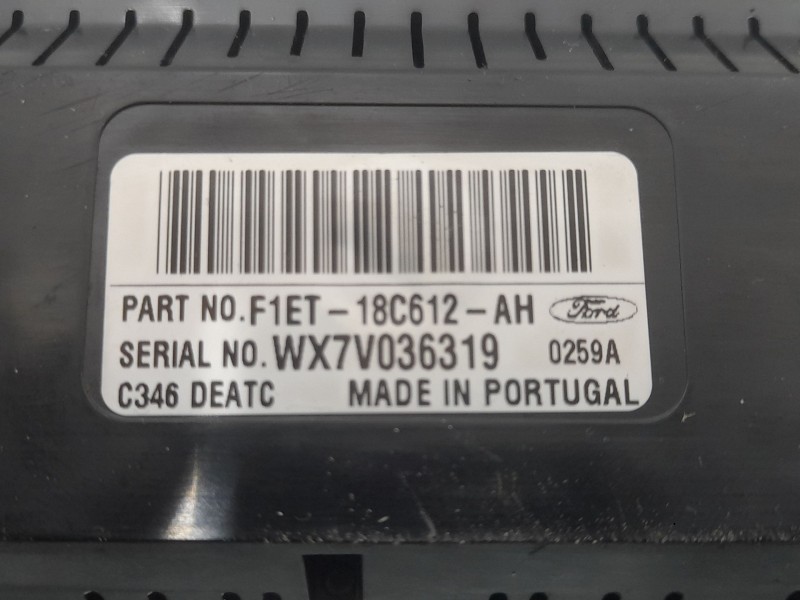 PART NO. F1ET-18C612-AH Ford
SERIAL NO. WX7V036319 0259A
C346 DEATC MADE IN PORTUGAL